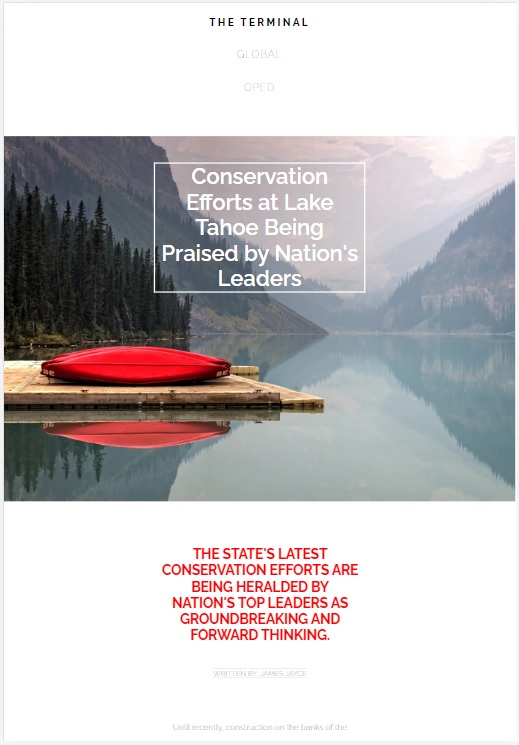 THE TERMINAL
GLOBAL
OPED
Conservation
Efforts at Lake
Tahoe Being
Praised by Nation's
Leaders
THE STATE'S LATEST
CONSERVATION EFFORTS ARE
BEING HERALDED BY
NATION'S TOP LEADERS AS
GROUNDBREAKING AND
FORWARD THINKING.
WRITTEN BY: JAMES JAYCE
Until recently, construction on the banks of the